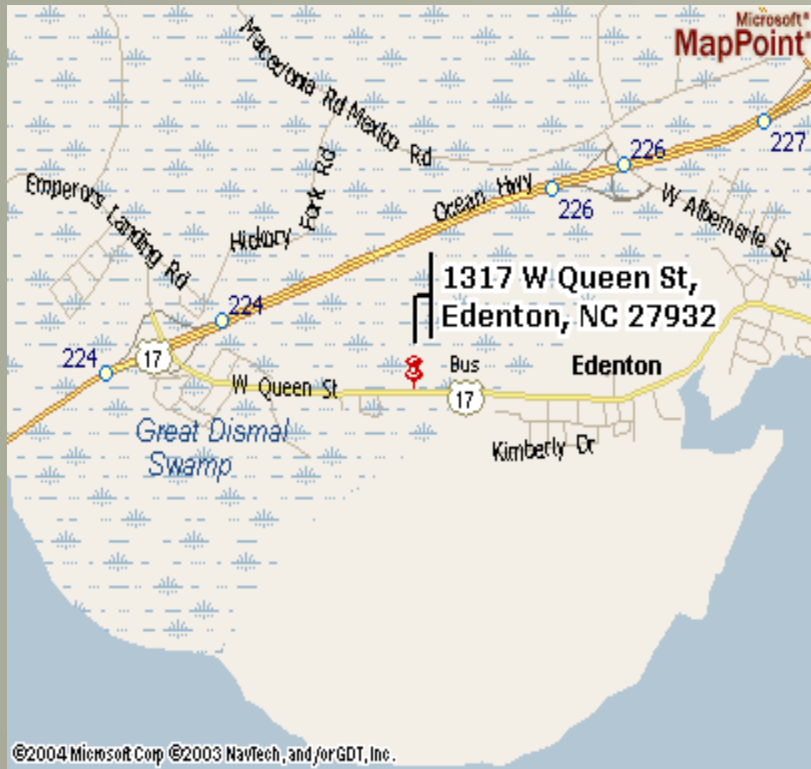 Microsoft®
MapPoint®
Macedonia Rd Mexico Rd
227
226
Emperors Landing Rd
Hickory Fork Rd
Ocean Hwy
226
W Albemarle St
1317 W Queen St,
Edenton, NC 27932
224
224
17
Bus
17
Edenton
W Queen St
Great Dismal
Swamp
Kimberly Dr
©2004 Microsoft Corp ©2003 NavTech, and/or GDT, Inc.